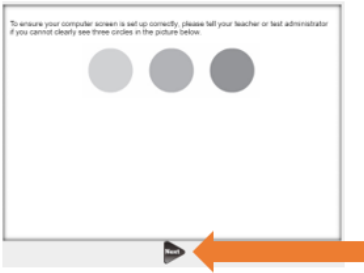 To ensure your computer screen is set up correctly, please tell your teacher or test administrator
if you cannot clearly see three circles in the picture below.
Next